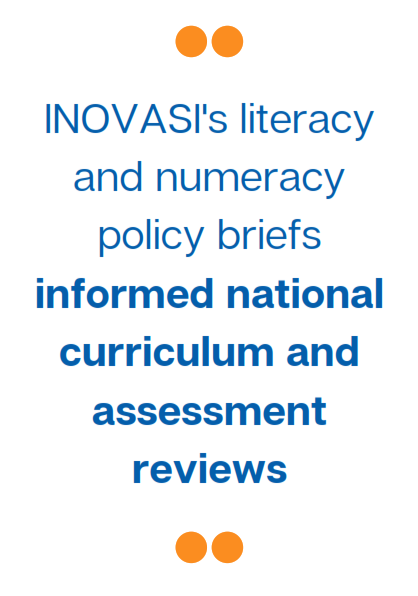 INOVASI's literacy
and numeracy
policy briefs
informed national
curriculum and
assessment
reviews